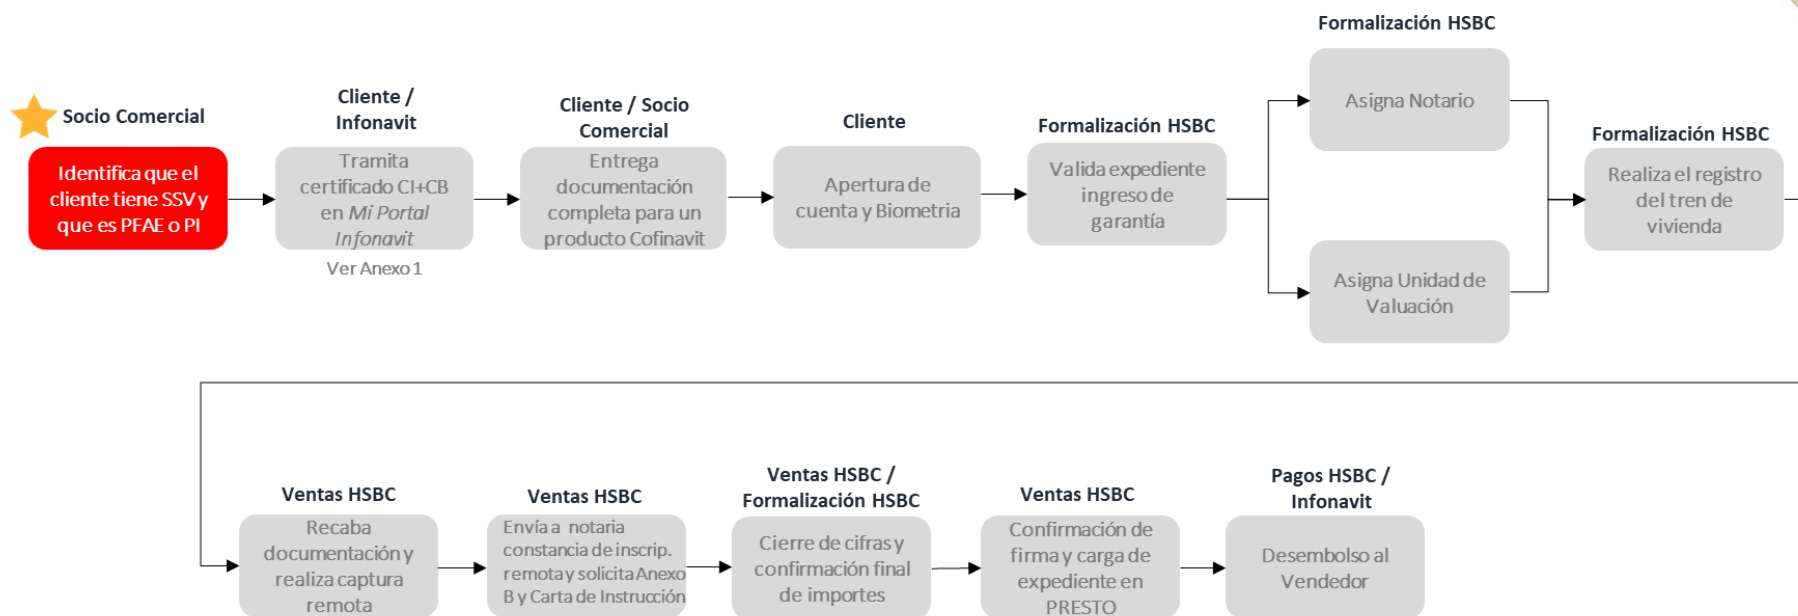 Socio Comercial
Identifica que el
cliente tiene SSV y
que es PFAE o PI
Cliente /
Infonavit
Tramita
certificado CI+CB
en Mi Portal
Infonavit
Ver Anexo 1
Cliente / Socio
Comercial
Entrega
documentación
completa para un
producto Cofinavit
Cliente
Apertura de
cuenta y Biometria
Formalización HSBC
Valida expediente
ingreso de
garantía
Formalización HSBC
Asigna Notario
Asigna Unidad de
Valuación
Formalización HSBC
Realiza el registro
del tren de
vivienda
Ventas HSBC
Recaba
documentación y
realiza captura
remota
Ventas HSBC
Envía a notaria
constancia de inscrip.
remota y solicita Anexo
B y Carta de Instrucción
Ventas HSBC /
Formalización HSBC
Cierre de cifras y
confirmación final
de importes
Ventas HSBC
Confirmación de
firma y carga de
expediente en
PRESTO
Pagos HSBC /
Infonavit
Desembolso al
Vendedor